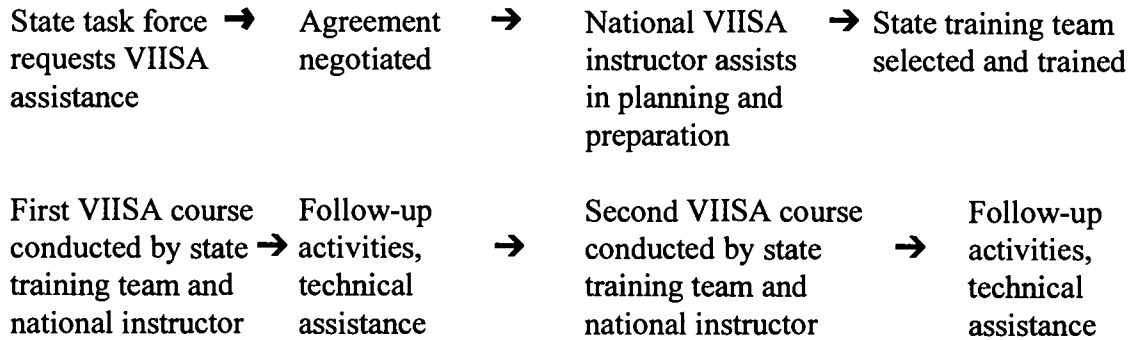 State task force ➔ Agreement ➔ National VIISA ➔ State training team
requests VIISA negotiated instructor assists selected and trained
assistance in planning and
preparation
First VIISA course Follow-up Second VIISA course Follow-up
conducted by state ➔ activities, ➔ conducted by state ➔ activities,
training team and technical training team and technical
national instructor assistance national instructor assistance